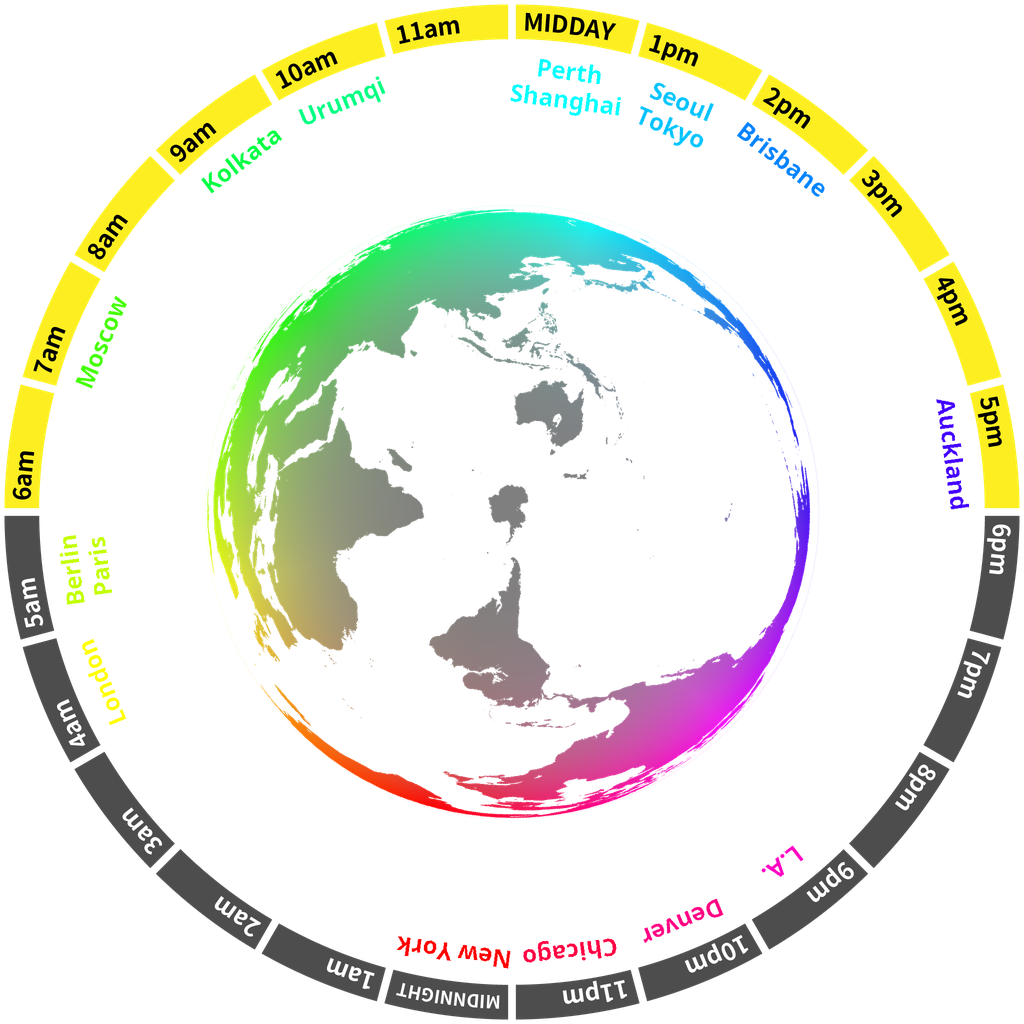 MIDDAY
1pm
2pm
3pm
4pm
5pm
6pm
7pm
8pm
9pm
10pm
11pm
MIDNNIGHT
1am
2am
3am
4am
5am
6am
7am
8am
9am
10am
11am
Perth
Shanghai
Seoul
Tokyo
Brisbane
Auckland
L.A.
Denver
Chicago
New York
London
Berlin
Paris
Moscow
Kolkata
Urumqi